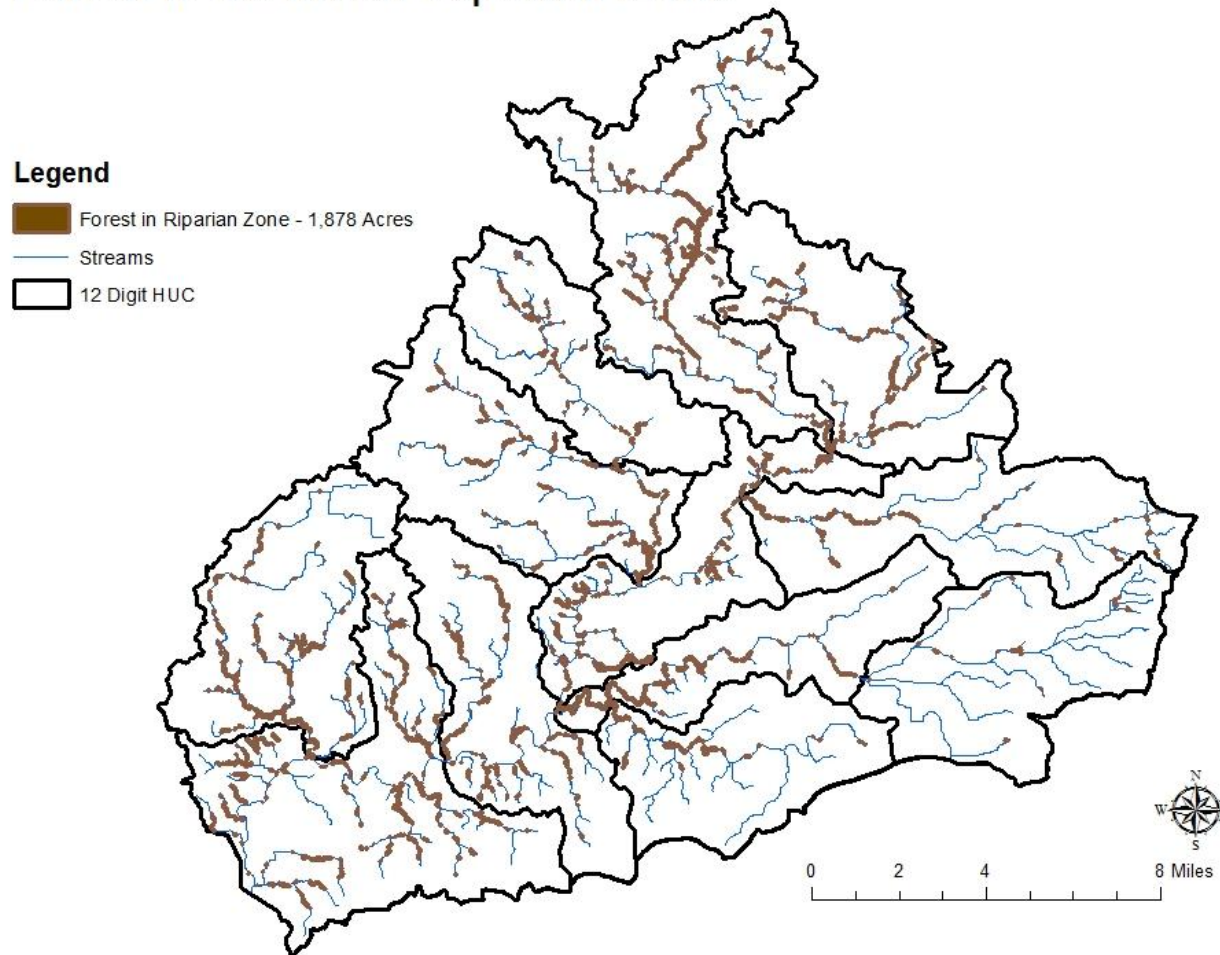 Legend
Forest in Riparian Zone - 1,878 Acres
Streams
12 Digit HUC
N
W
S
0 2 4 8 Miles